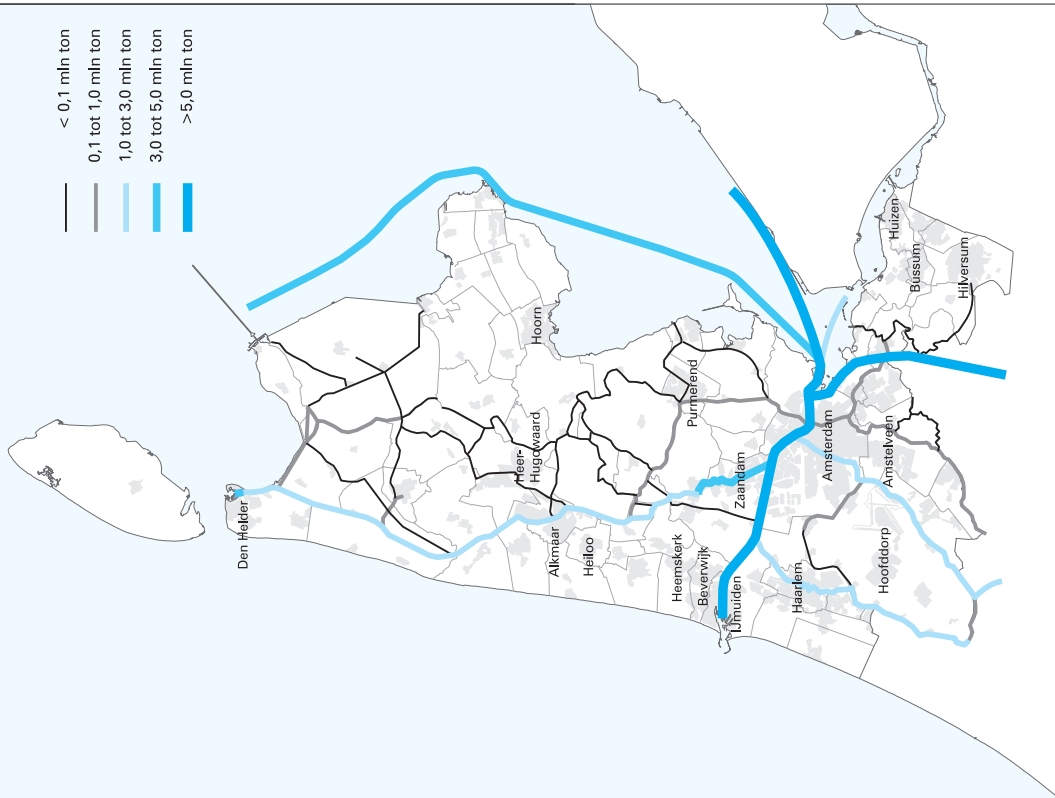 < 0,1 mln ton
0,1 tot 1,0 mln ton
1,0 tot 3,0 mln ton
3,0 tot 5,0 mln ton
>5,0 mln ton
Den Helder
Hoorn
Heer-
Hugowaard
Alkmaar
Heiloo
Purmerend
Heemskerk
Beverwijk
IJmuiden
Zaandam
Haarlem
Amsterdam
Amstelveen
Hoofddorp
Huizen
Bussum
Hilversum